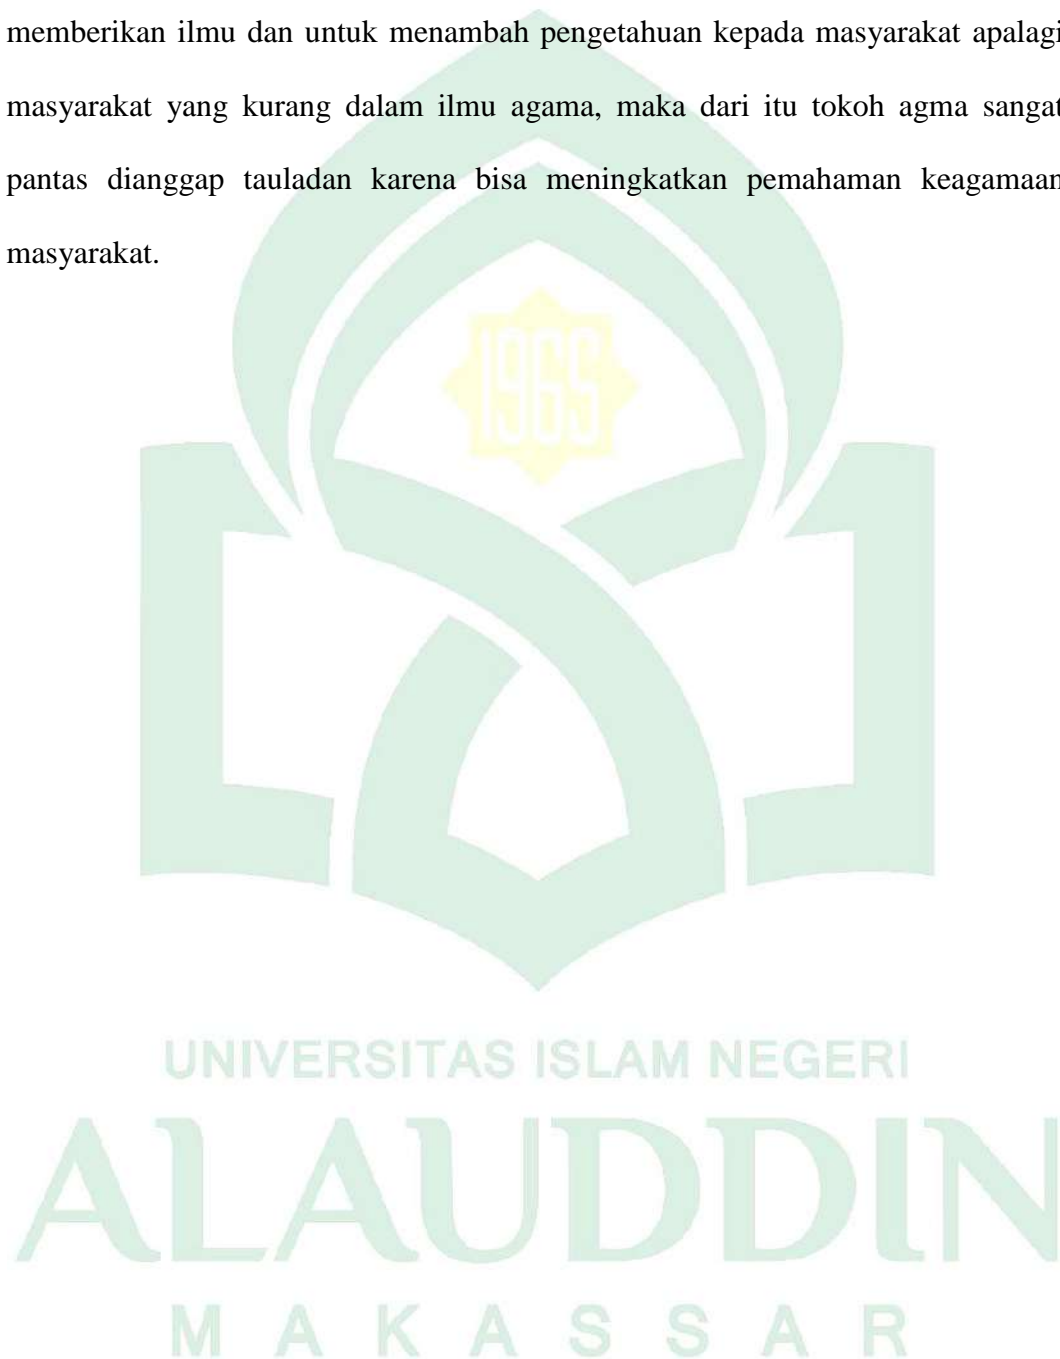 memberikan ilmu dan untuk menambah pengetahuan kepada masyarakat apalagi
masyarakat yang kurang dalam ilmu agama, maka dari itu tokoh agma sangat
pantas dianggap tauladan karena bisa meningkatkan pemahaman keagamaan
masyarakat.
1965
UNIVERSITAS ISLAM NEGERI
ALAUDDIN
MAKASSAR